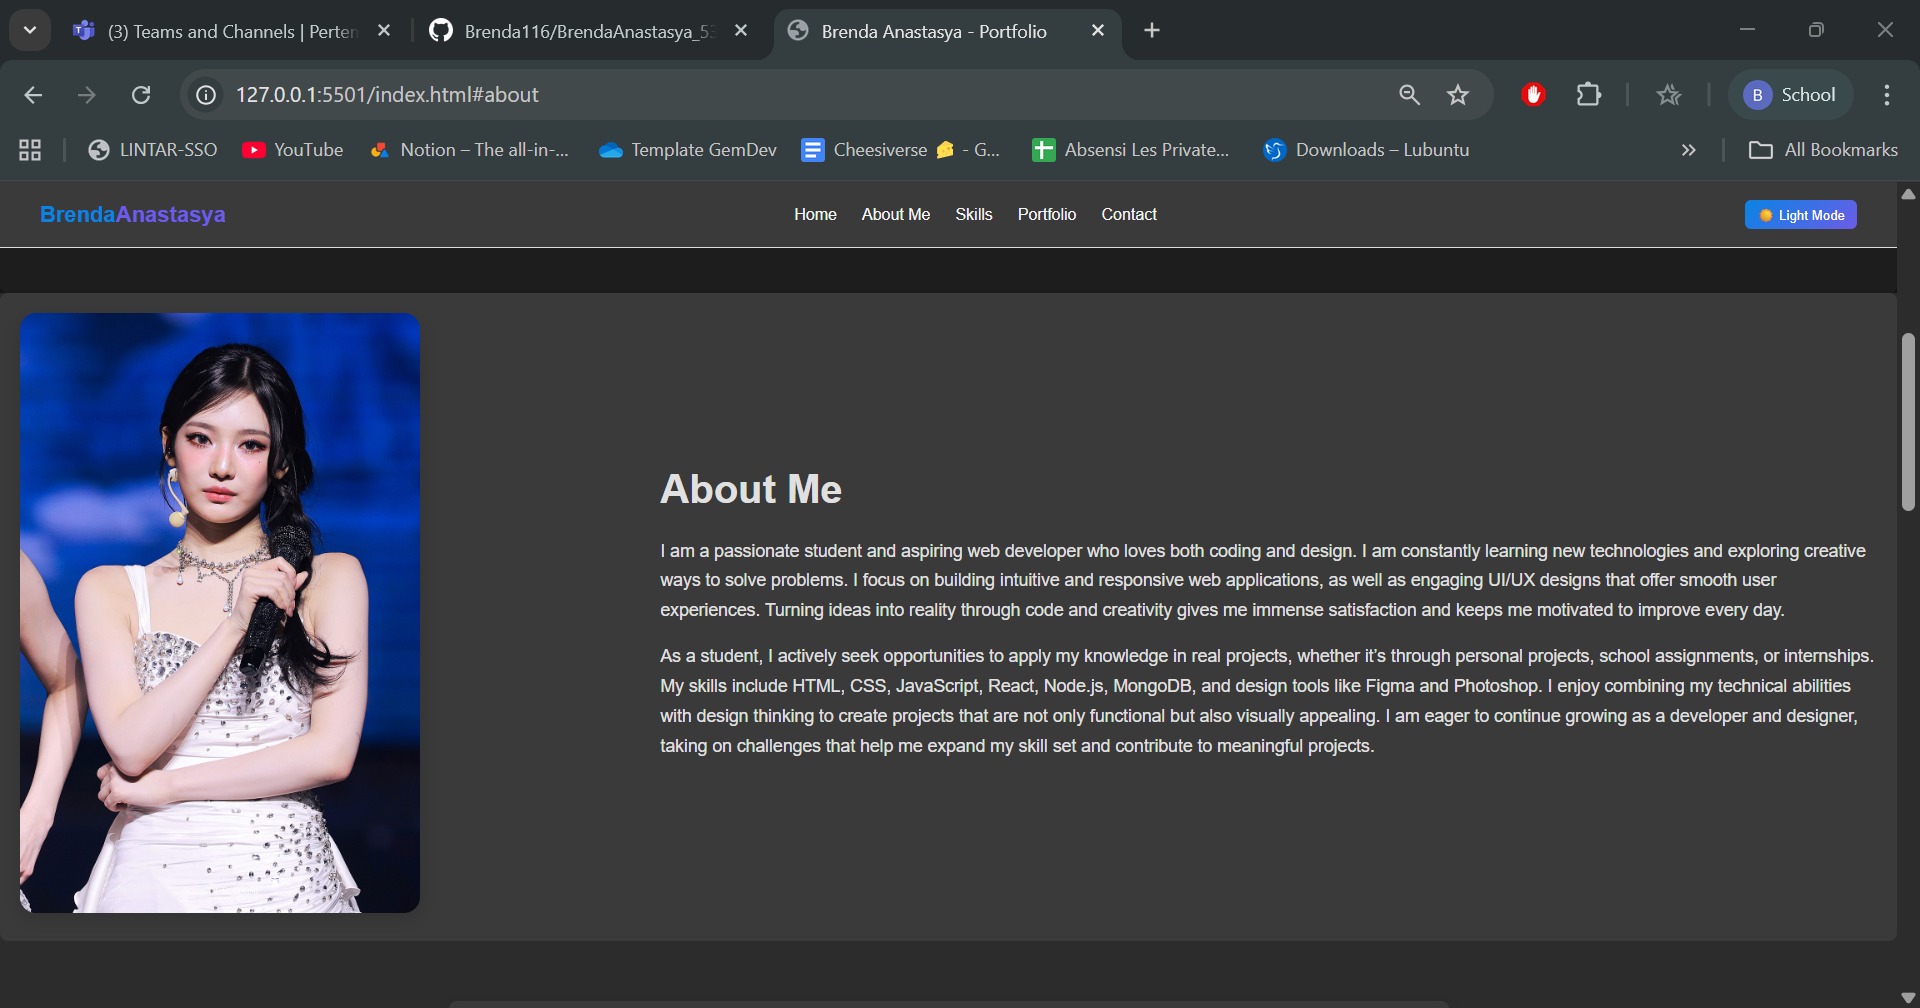 (3) Teams and Channels | Perten
Brenda116/BrendaAnastasya_53
Brenda Anastasya - Portfolio
127.0.0.1:5501/index.html#about
B School
LINTAR-SSO
YouTube
Notion – The all-in-...
Template GemDev
Cheesiverse 🧀 - G...
Absensi Les Private...
Downloads – Lubuntu
All Bookmarks
BrendaAnastasya
Home
About Me
Skills
Portfolio
Contact
Light Mode
About Me
I am a passionate student and aspiring web developer who loves both coding and design. I am constantly learning new technologies and exploring creative
ways to solve problems. I focus on building intuitive and responsive web applications, as well as engaging UI/UX designs that offer smooth user
experiences. Turning ideas into reality through code and creativity gives me immense satisfaction and keeps me motivated to improve every day.
As a student, I actively seek opportunities to apply my knowledge in real projects, whether it’s through personal projects, school assignments, or internships.
My skills include HTML, CSS, JavaScript, React, Node.js, MongoDB, and design tools like Figma and Photoshop. I enjoy combining my technical abilities
with design thinking to create projects that are not only functional but also visually appealing. I am eager to continue growing as a developer and designer,
taking on challenges that help me expand my skill set and contribute to meaningful projects.